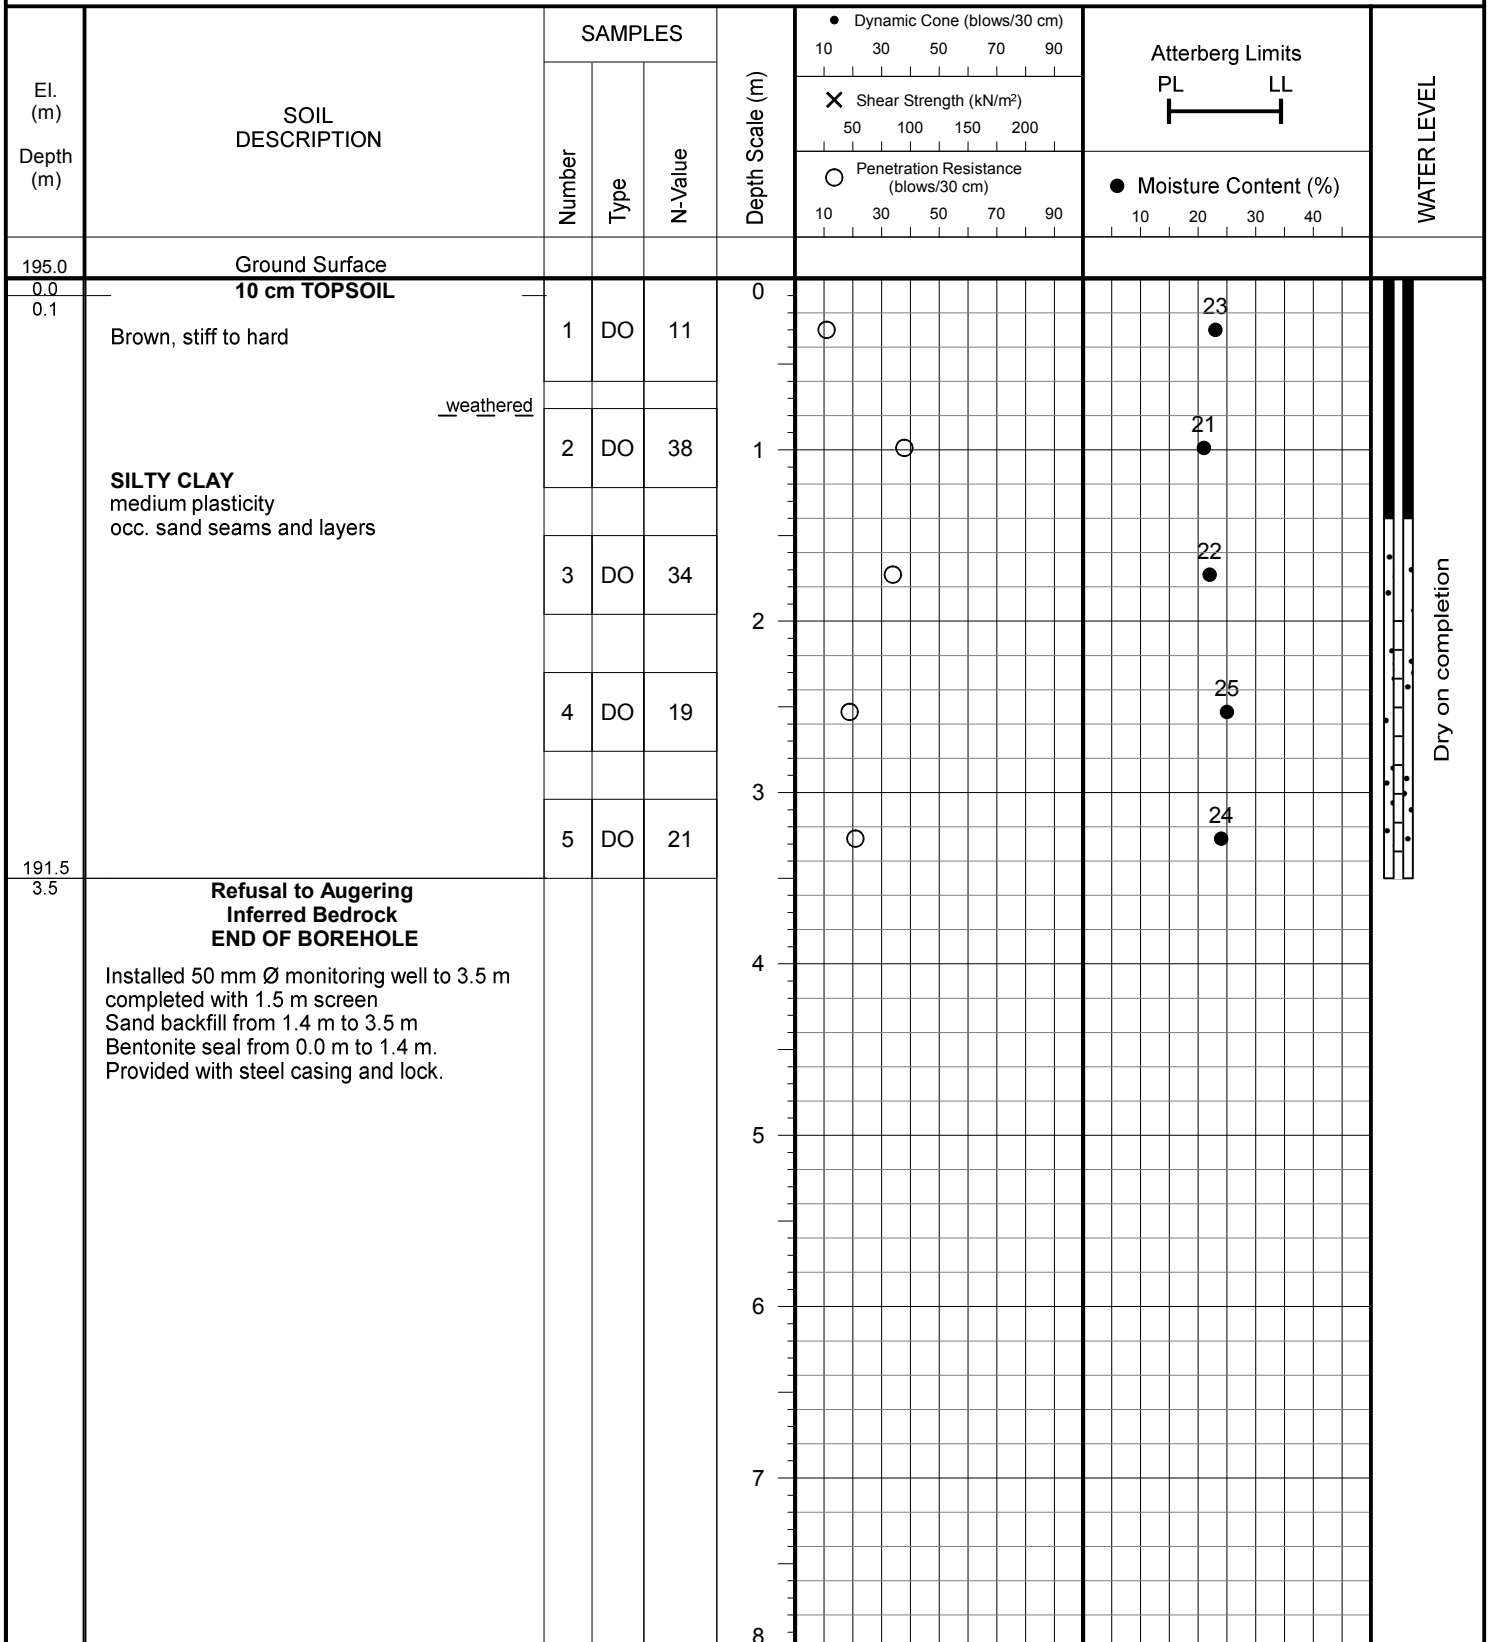 El.
(m)
Depth
(m)
SOIL
DESCRIPTION
SAMPLES
Number
Type
N-Value
Depth Scale (m)
● Dynamic Cone (blows/30 cm)
10 30 50 70 90
✕ Shear Strength (kN/m²)
50 100 150 200
○ Penetration Resistance
(blows/30 cm)
10 30 50 70 90
Atterberg Limits
PL LL
● Moisture Content (%)
10 20 30 40
WATER LEVEL
195.0 Ground Surface
0.0 10 cm TOPSOIL 0
0.1
23
Brown, stiff to hard 1 DO 11
weathered
21
2 DO 38 1
SILTY CLAY
medium plasticity
occ. sand seams and layers
22
3 DO 34
2
25
4 DO 19
Dry on completion
3
24
5 DO 21
191.5
3.5 Refusal to Augering
Inferred Bedrock
END OF BOREHOLE
4
Installed 50 mm Ø monitoring well to 3.5 m
completed with 1.5 m screen
Sand backfill from 1.4 m to 3.5 m
Bentonite seal from 0.0 m to 1.4 m.
Provided with steel casing and lock.
5
6
7
8